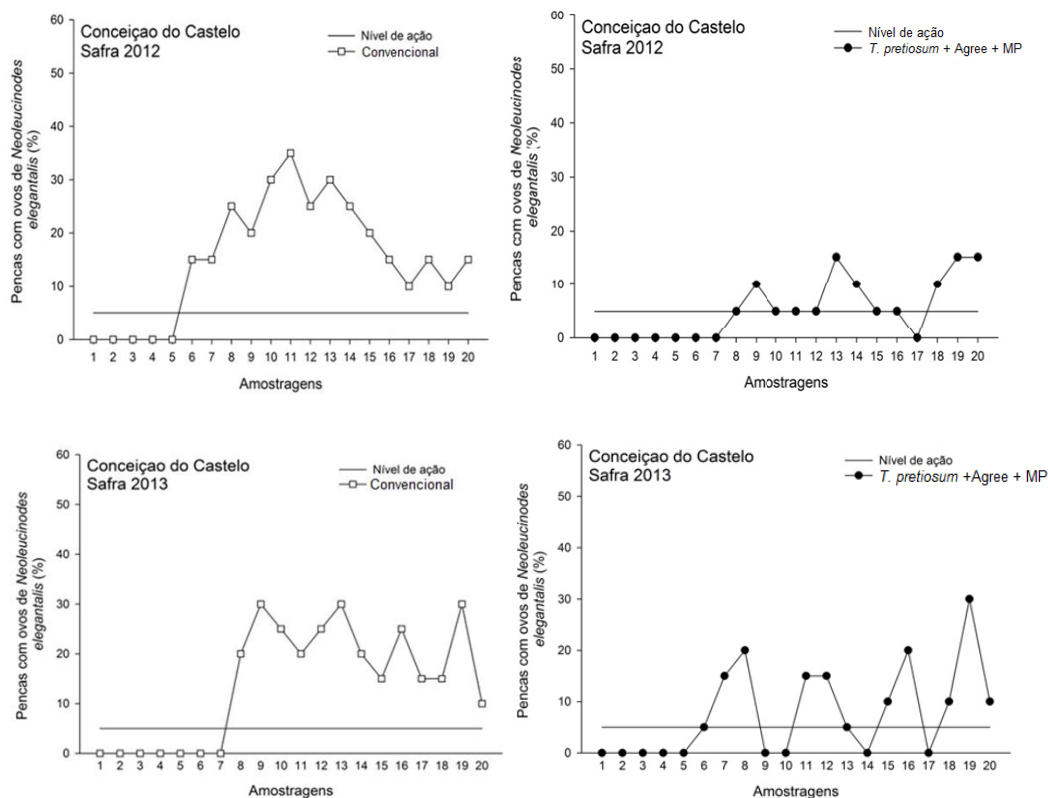 Conceiçao do Castelo
Safra 2012
Nível de ação
Convencional
Pencas com ovos de Neoleucinodes
elegantalis (%)
60
50
40
30
20
10
0
1 2 3 4 5 6 7 8 9 10 11 12 13 14 15 16 17 18 19 20
Amostragens
Conceiçao do Castelo
Safra 2012
Nível de ação
T. pretiosum + Agree + MP
Pencas com ovos de Neoleucinodes
elegantalis (%)
60
50
40
30
20
10
0
1 2 3 4 5 6 7 8 9 10 11 12 13 14 15 16 17 18 19 20
Amostragens
Conceiçao do Castelo
Safra 2013
Nível de ação
Convencional
Pencas com ovos de Neoleucinodes
elegantalis (%)
60
50
40
30
20
10
0
1 2 3 4 5 6 7 8 9 10 11 12 13 14 15 16 17 18 19 20
Amostragens
Conceiçao do Castelo
Safra 2013
Nível de ação
T. pretiosum +Agree + MP
Pencas com ovos de Neoleucinodes
elegantalis (%)
60
50
40
30
20
10
0
1 2 3 4 5 6 7 8 9 10 11 12 13 14 15 16 17 18 19 20
Amostragens